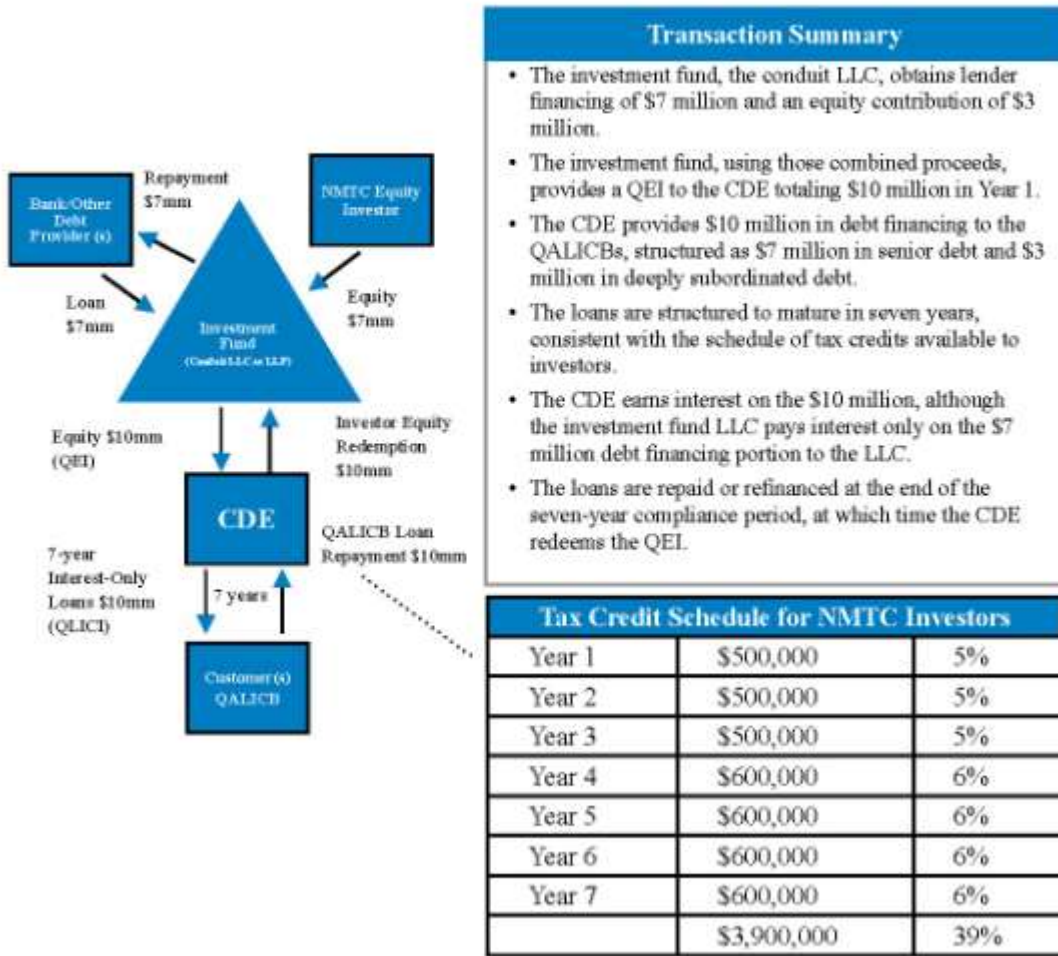 Repayment
$7mm
Bank/Other
Debt
Provider (s)
NMTC Equity
Investor
Loan
$7mm
Equity
$7mm
Investment
Fund
(Conduit LLC or LLP)
Equity $10mm
(QEI)
Investor Equity
Redemption
$10mm
CDE
QALICB Loan
Repayment $10mm
7-year
Interest-Only
Loans $10mm
(QLICI)
7 years
Customer (s)
QALICB
Transaction Summary
• The investment fund, the conduit LLC, obtains lender
financing of $7 million and an equity contribution of $3
million.
• The investment fund, using those combined proceeds,
provides a QEI to the CDE totaling $10 million in Year 1.
• The CDE provides $10 million in debt financing to the
QALICBs, structured as $7 million in senior debt and $3
million in deeply subordinated debt.
• The loans are structured to mature in seven years,
consistent with the schedule of tax credits available to
investors.
• The CDE earns interest on the $10 million, although
the investment fund LLC pays interest only on the $7
million debt financing portion to the LLC.
• The loans are repaid or refinanced at the end of the
seven-year compliance period, at which time the CDE
redeems the QEI.
Tax Credit Schedule for NMTC Investors
Year 1 $500,000 5%
Year 2 $500,000 5%
Year 3 $500,000 5%
Year 4 $600,000 6%
Year 5 $600,000 6%
Year 6 $600,000 6%
Year 7 $600,000 6%
$3,900,000 39%